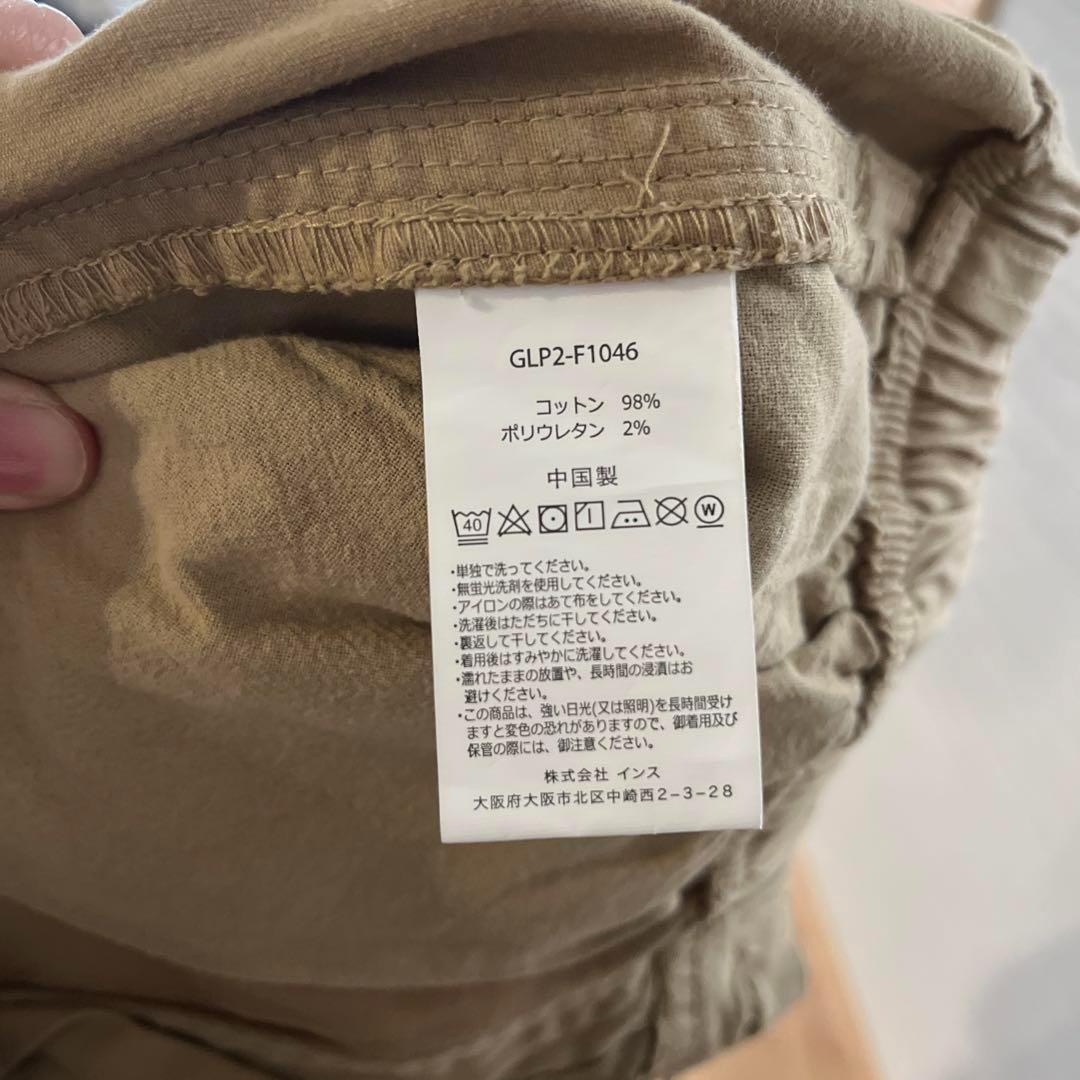 GLP2-F1046
コットン 98%
ポリウレタン 2%
中国製
40 W
・単独で洗ってください。
・無蛍光洗剤を使用してください。
・アイロンの際はあて布をしてください。
・洗濯後はただちに干してください。
・裏返して干してください。
・着用後はすみやかに洗濯してください。
・濡れたままの放置や、長時間の浸漬はお
避けください。
・この商品は、強い日光(又は照明)を長時間受け
ますと変色の恐れがありますので、御着用及び
保管の際には、御注意ください。
株式会社 インス
大阪府大阪市北区中崎西2-3-28